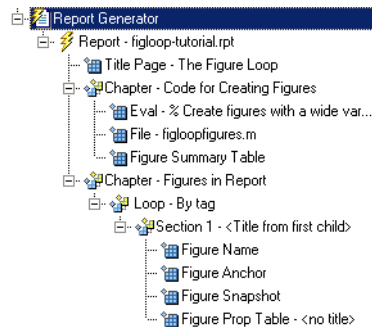 Report Generator
Report - figloop-tutorial.rpt
Title Page - The Figure Loop
Chapter - Code for Creating Figures
Eval - % Create figures with a wide var...
File - figloopfigures.m
Figure Summary Table
Chapter - Figures in Report
Loop - By tag
Section 1 - <Title from first child>
Figure Name
Figure Anchor
Figure Snapshot
Figure Prop Table - <no title>